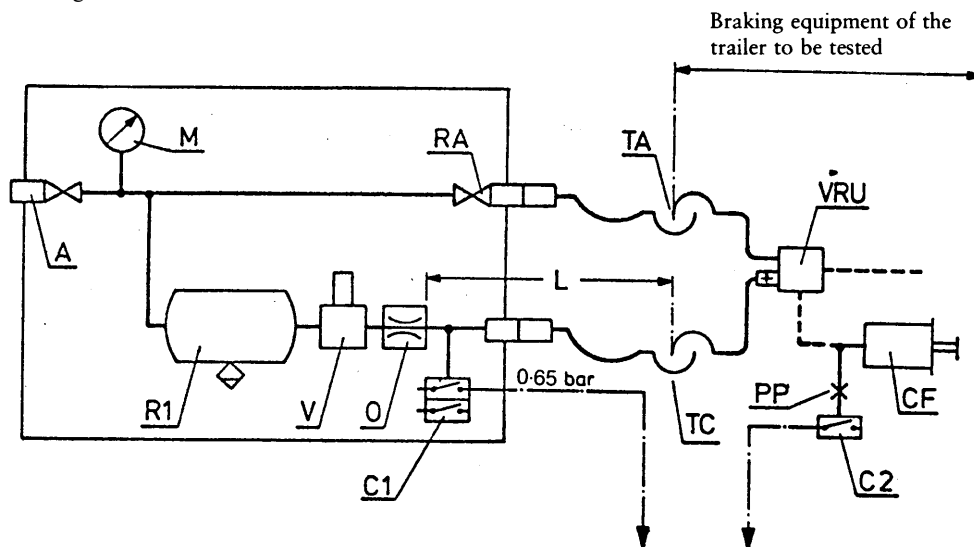 Braking equipment of the
trailer to be tested
M
RA
TA
VRU
A
L
0·65 bar
PP
CF
R1
V
O
C1
TC
C2